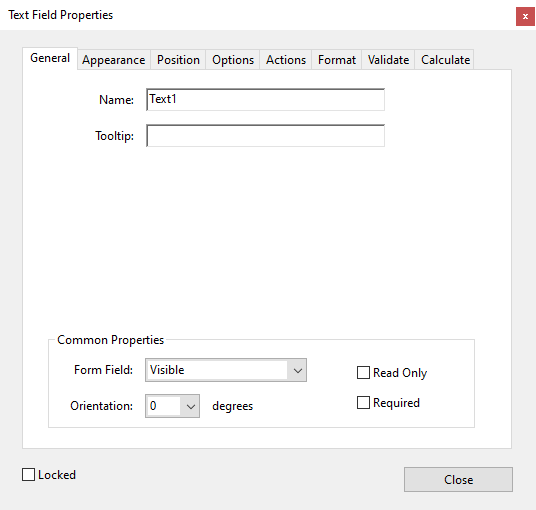 Text Field Properties
x
General Appearance Position Options Actions Format Validate Calculate
Name: Text1
Tooltip:
Common Properties
Form Field: Visible
Read Only
Orientation: 0 degrees
Required
Locked
Close